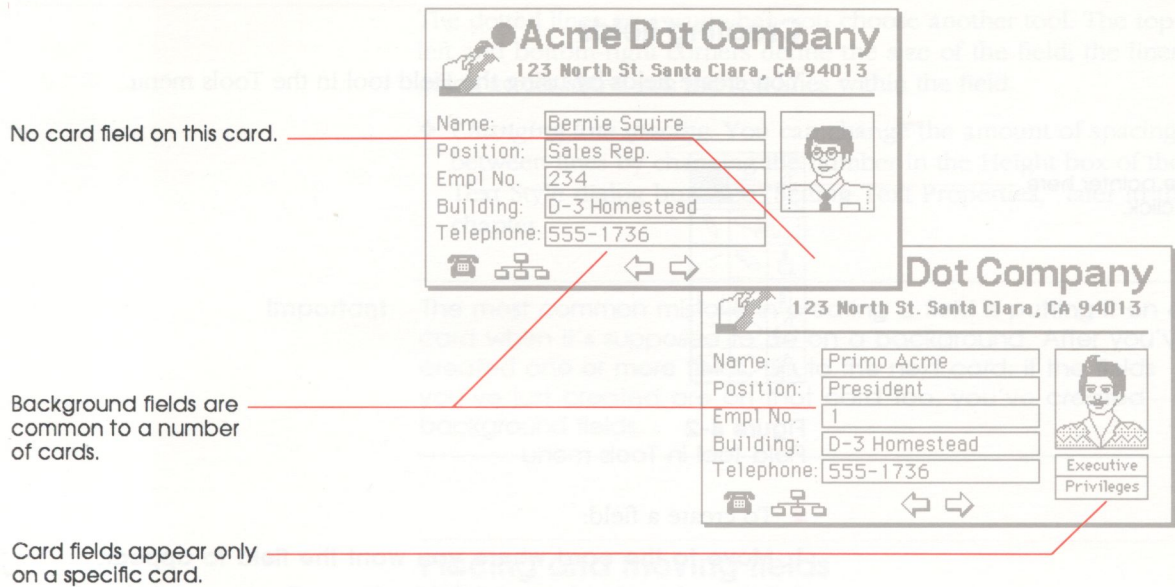 Acme Dot Company
123 North St. Santa Clara, CA 94013
No card field on this card.
Name: Bernie Squire
Position: Sales Rep.
Empl No. 234
Building: D-3 Homestead
Telephone: 555-1736
Dot Company
123 North St. Santa Clara, CA 94013
Name: Primo Acme
Position: President
Empl No. 1
Building: D-3 Homestead
Telephone: 555-1736
Executive
Privileges
Background fields are
common to a number
of cards.
Card fields appear only
on a specific card.